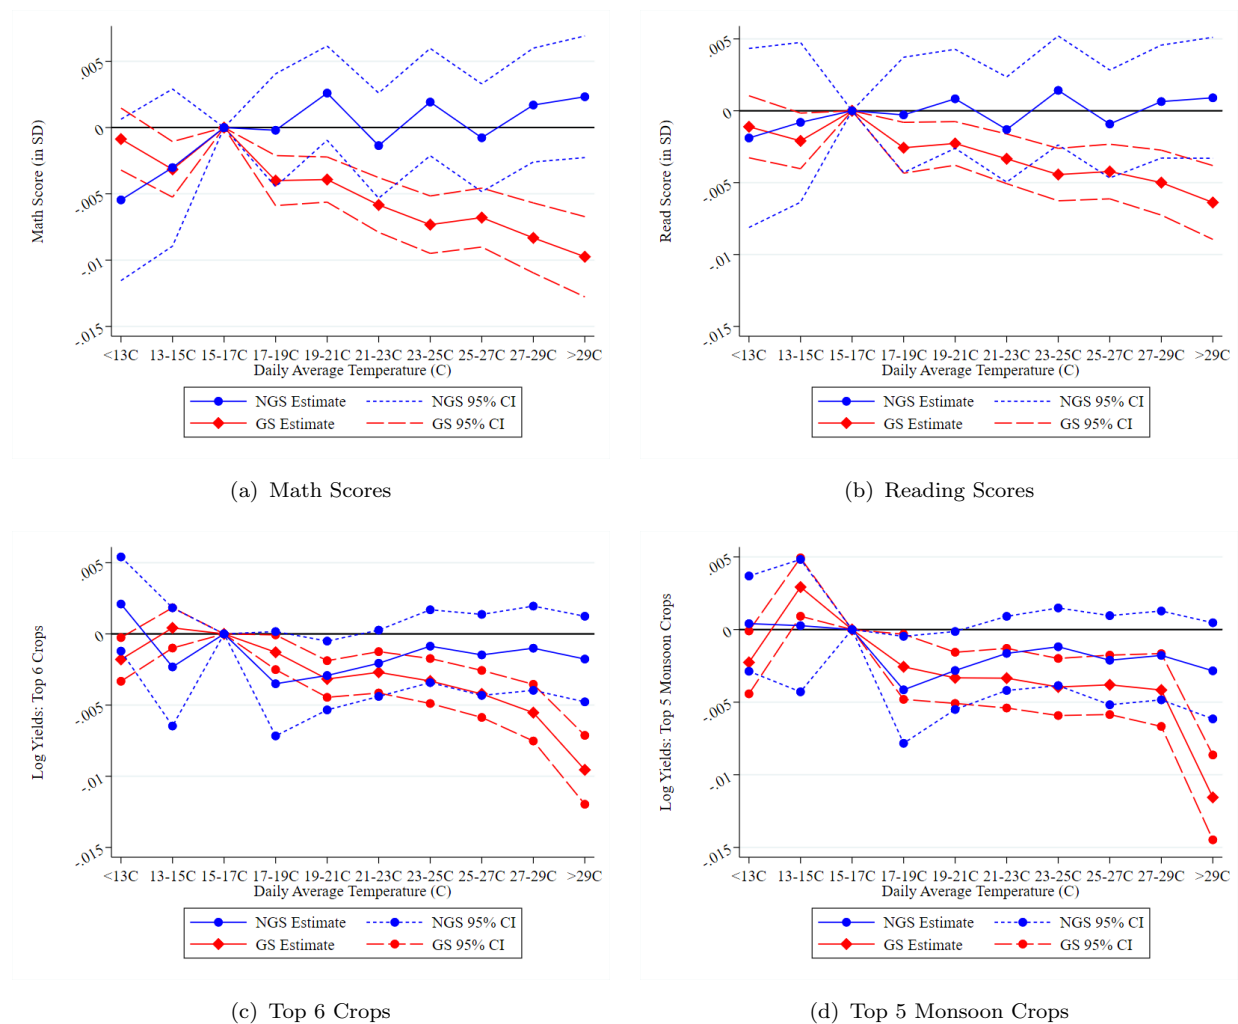 Math Score (in SD)
.005
0
-.005
-.01
-.015
<13C 13-15C 15-17C 17-19C 19-21C 21-23C 23-25C 25-27C 27-29C >29C
Daily Average Temperature (C)
NGS Estimate NGS 95% CI
GS Estimate GS 95% CI
(a) Math Scores
Read Score (in SD)
.005
0
-.005
-.01
-.015
<13C 13-15C 15-17C 17-19C 19-21C 21-23C 23-25C 25-27C 27-29C >29C
Daily Average Temperature (C)
NGS Estimate NGS 95% CI
GS Estimate GS 95% CI
(b) Reading Scores
Log Yields: Top 6 Crops
.005
0
-.005
-.01
-.015
<13C 13-15C 15-17C 17-19C 19-21C 21-23C 23-25C 25-27C 27-29C >29C
Daily Average Temperature (C)
NGS Estimate NGS 95% CI
GS Estimate GS 95% CI
(c) Top 6 Crops
Log Yields: Top 5 Monsoon Crops
.005
0
-.005
-.01
-.015
<13C 13-15C 15-17C 17-19C 19-21C 21-23C 23-25C 25-27C 27-29C >29C
Daily Average Temperature (C)
NGS Estimate NGS 95% CI
GS Estimate GS 95% CI
(d) Top 5 Monsoon Crops